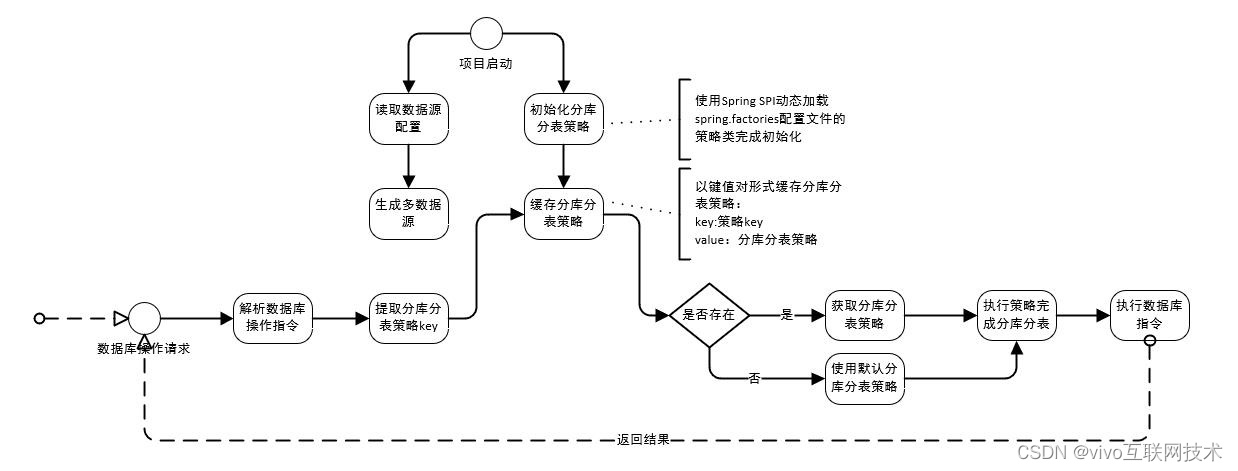 项目启动
读取数据源
配置
初始化分库
分表策略
使用Spring SPI动态加载
spring.factories配置文件的
策略类完成初始化
生成多数据
源
缓存分库分
表策略
以键值对形式缓存分库分
表策略：
key:策略key
value：分库分表策略
数据库操作请求
解析数据库
操作指令
提取分库分
表策略key
是否存在
是
获取分库分
表策略
执行策略完
成分库分表
执行数据库
指令
否
使用默认分
库分表策略
返回结果
CSDN @vivo互联网技术